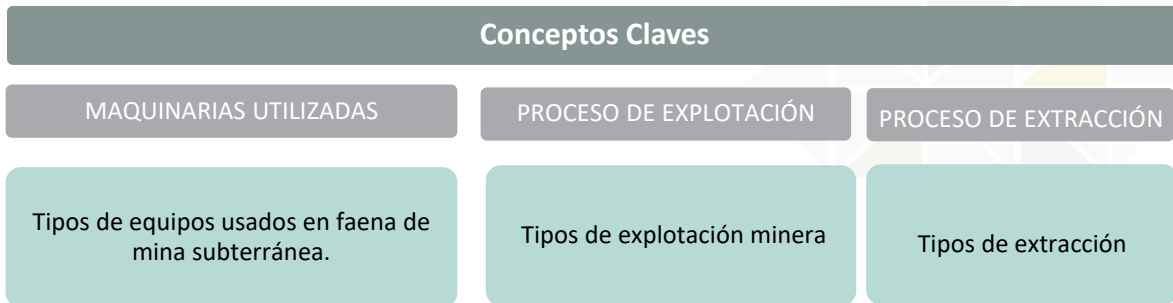 Conceptos Claves
MAQUINARIAS UTILIZADAS
PROCESO DE EXPLOTACIÓN
PROCESO DE EXTRACCIÓN
Tipos de equipos usados en faena de
mina subterránea.
Tipos de explotación minera
Tipos de extracción